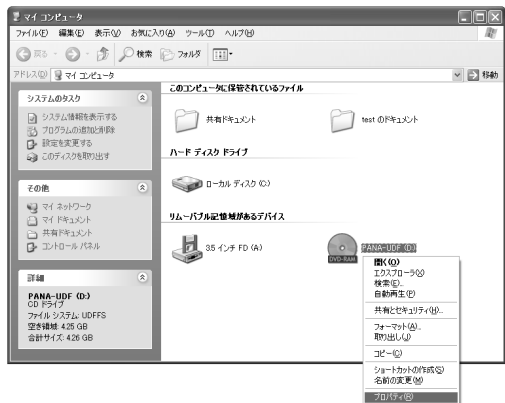 マイ コンピュータ
ファイル(F) 編集(E) 表示(V) お気に入り(A) ツール(T) ヘルプ(H)
戻る 検索 フォルダ
アドレス(D) マイ コンピュータ 移動
システムのタスク
システム情報を表示する
プログラムの追加と削除
設定を変更する
このディスクを取り出す
その他
マイ ネットワーク
マイ ドキュメント
共有ドキュメント
コントロール パネル
詳細
PANA-UDF (D:)
CD ドライブ
ファイル システム: UDFFS
空き領域: 4.25 GB
合計サイズ: 4.26 GB
このコンピュータに保管されているファイル
共有ドキュメント test のドキュメント
ハード ディスク ドライブ
ローカル ディスク (C:)
リムーバブル記憶域があるデバイス
3.5 インチ FD (A:)
DVD-RAM PANA-UDF (D:)
開く(O)
エクスプローラ(X)
検索(E)...
自動再生(P)
共有とセキュリティ(H)...
フォーマット(A)...
取り出し(J)
コピー(C)
ショートカットの作成(S)
名前の変更(M)
プロパティ(R)